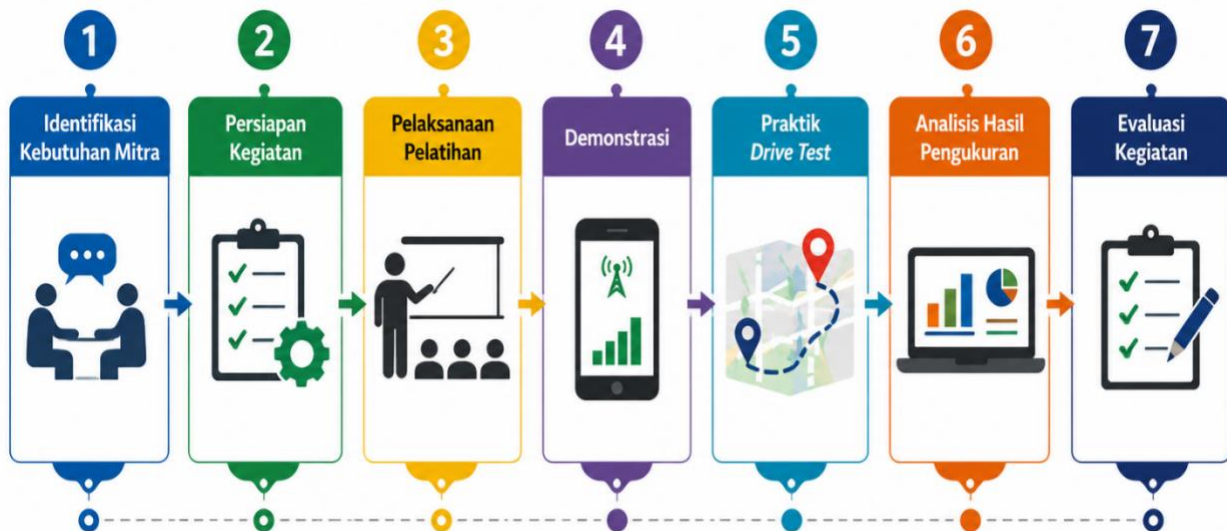 1
2
3
4
5
6
7
Identifikasi
Kebutuhan Mitra
Persiapan
Kegiatan
Pelaksanaan
Pelatihan
Demonstrasi
Praktik
Drive Test
Analisis Hasil
Pengukuran
Evaluasi
Kegiatan